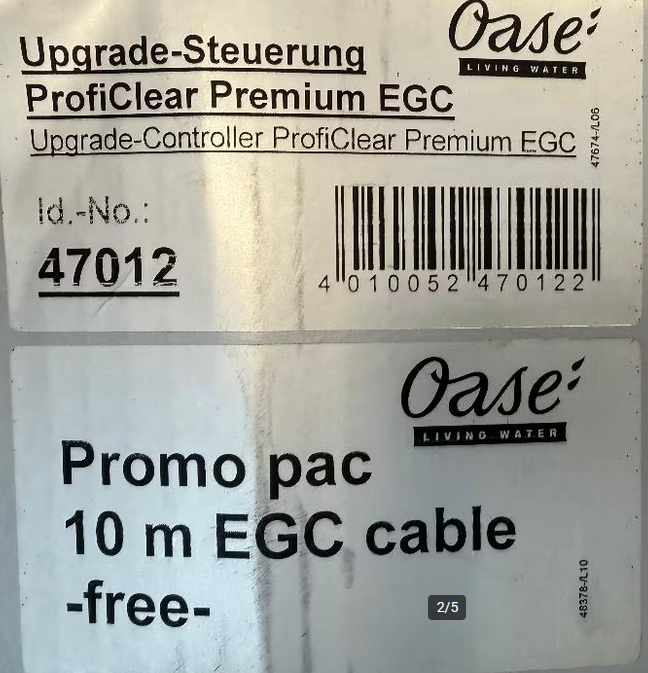 Oase
LIVING WATER
Upgrade-Steuerung
ProfiClear Premium EGC
Upgrade-Controller ProfiClear Premium EGC
47674-/L06
Id.-No.:
47012
4 010052 470122
Oase
LIVING WATER
Promo pac
10 m EGC cable
-free-
48378-/L10
2/5